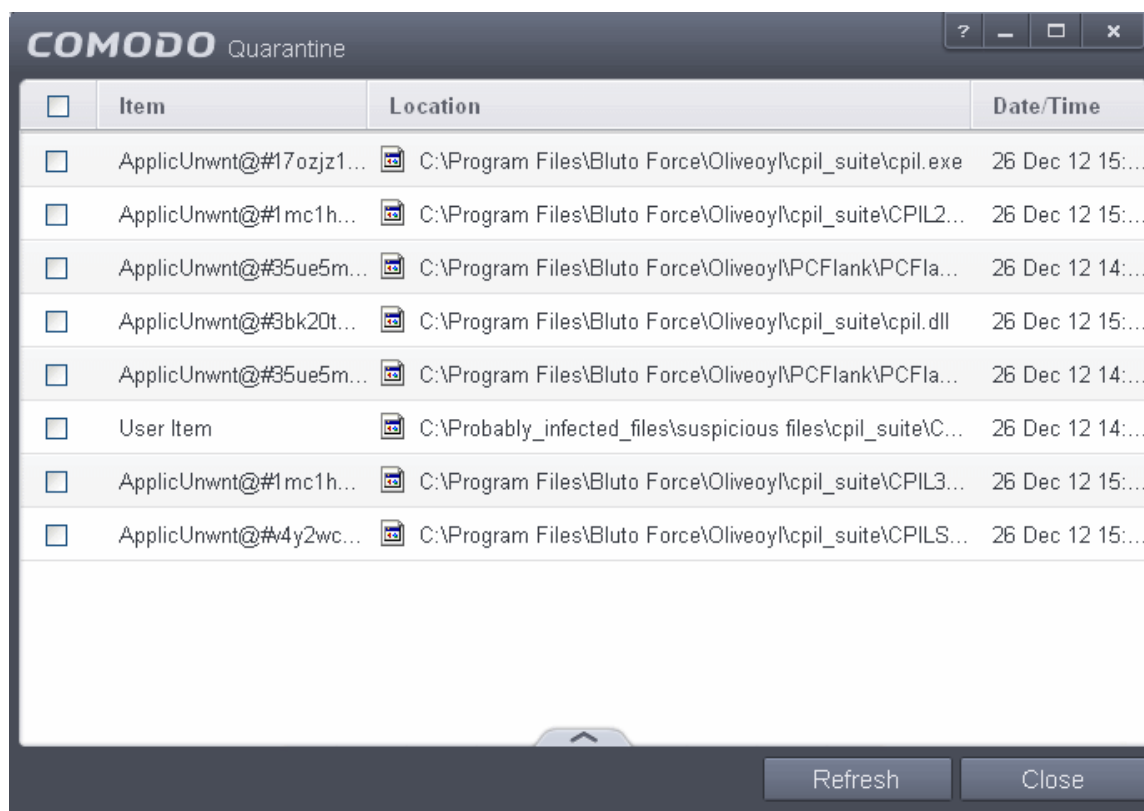 COMODO Quarantine ?
Item Location Date/Time
ApplicUnwnt@#17ozjz1... C:\Program Files\Bluto Force\Oliveoyl\cpil_suite\cpil.exe 26 Dec 12 15:...
ApplicUnwnt@#1mc1h... C:\Program Files\Bluto Force\Oliveoyl\cpil_suite\CPIL2... 26 Dec 12 15:...
ApplicUnwnt@#35ue5m... C:\Program Files\Bluto Force\Oliveoyl\PCFlank\PCFla... 26 Dec 12 14:...
ApplicUnwnt@#3bk20t... C:\Program Files\Bluto Force\Oliveoyl\cpil_suite\cpil.dll 26 Dec 12 15:...
ApplicUnwnt@#35ue5m... C:\Program Files\Bluto Force\Oliveoyl\PCFlank\PCFla... 26 Dec 12 14:...
User Item C:\Probably_infected_files\suspicious files\cpil_suite\C... 26 Dec 12 14:...
ApplicUnwnt@#1mc1h... C:\Program Files\Bluto Force\Oliveoyl\cpil_suite\CPIL3... 26 Dec 12 15:...
ApplicUnwnt@#v4y2wc... C:\Program Files\Bluto Force\Oliveoyl\cpil_suite\CPILS... 26 Dec 12 15:...
Refresh Close